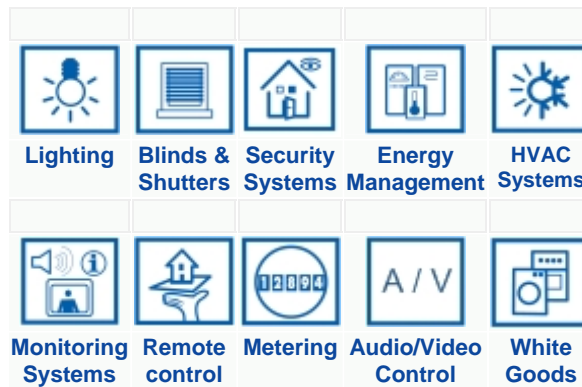 Lighting
Blinds &
Shutters
Security
Systems
Energy
Management
HVAC
Systems
12894
A / V
Monitoring
Systems
Remote
control
Metering
Audio/Video
Control
White
Goods